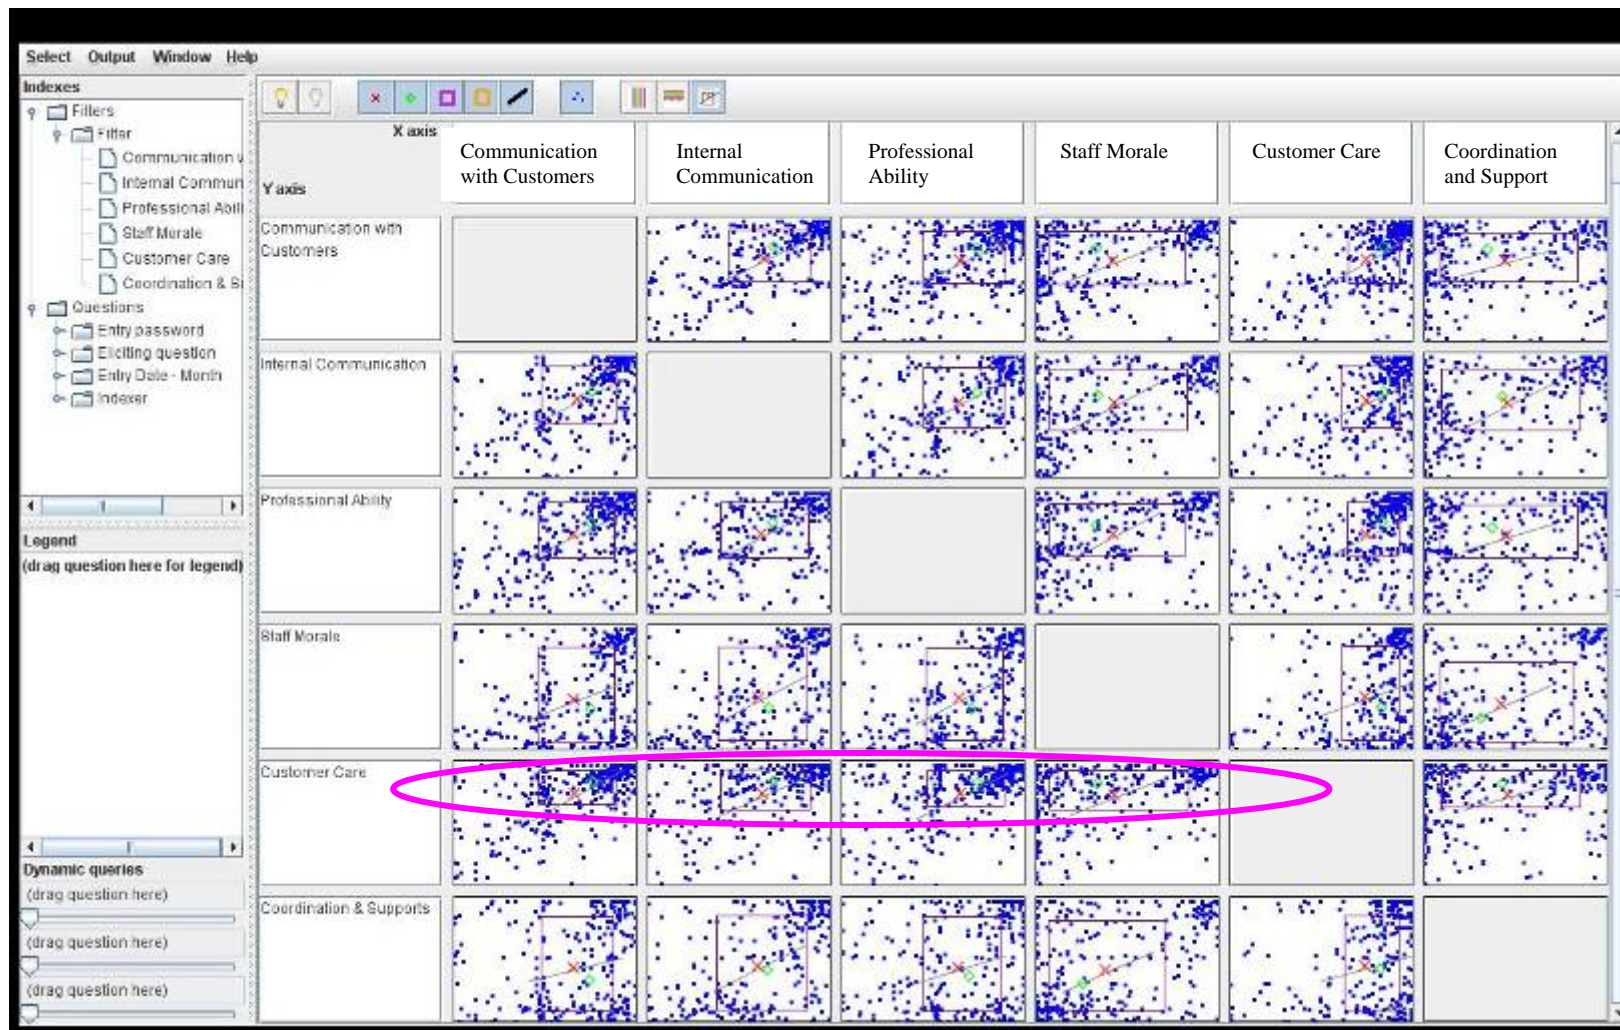 Select Output Window Help
Indexes
Filters
Filter
Communication w
Internal Commun
Professional Abili
Staff Morale
Customer Care
Coordination & S
Questions
Entry password
Eliciting question
Entry Date - Month
Indexer
Legend
(drag question here for legend)
Dynamic queries
(drag question here)
(drag question here)
(drag question here)
X axis
Y axis
Communication
with Customers
Internal
Communication
Professional
Ability
Staff Morale
Customer Care
Coordination
and Support
Communication with
Customers
Internal Communication
Professional Ability
Staff Morale
Customer Care
Coordination & Supports